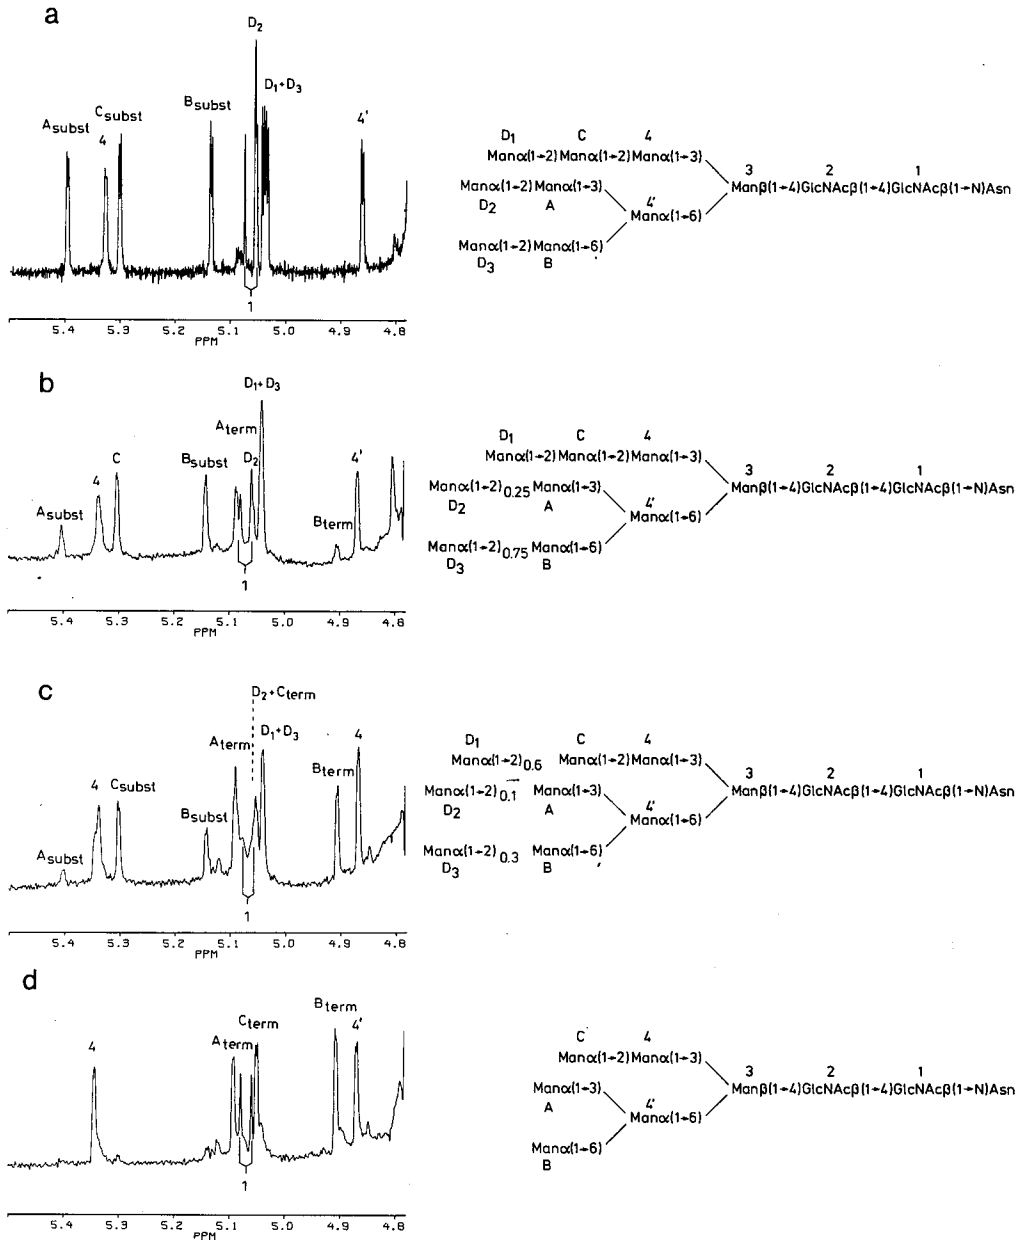 a
D2
D1+D3
Asubst
4
Csubst
Bsubst
4'
1
5.4 5.3 5.2 5.1 5.0 4.9 4.8
PPM
D1 C 4
Manα(1→2)Manα(1→2)Manα(1→3)
3 2 1
Manβ(1→4)GlcNAcβ(1→4)GlcNAcβ(1→N)Asn
Manα(1→2) Manα(1→3)
D2 A
4'
Manα(1→6)
Manα(1→2) Manα(1→6)
D3 B
b
D1+D3
Aterm
D2
Asubst
4
C
Bsubst
Bterm
4'
1
5.4 5.3 5.2 5.1 5.0 4.9 4.8
PPM
D1 C 4
Manα(1→2)Manα(1→2)Manα(1→3)
3 2 1
Manβ(1→4)GlcNAcβ(1→4)GlcNAcβ(1→N)Asn
Manα(1→2)0.25 Manα(1→3)
D2 A
4'
Manα(1→6)
Manα(1→2)0.75 Manα(1→6)
D3 B
c
D2+Cterm
Aterm
D1+D3
Asubst
4
Csubst
Bsubst
Bterm
4
1
5.4 5.3 5.2 5.1 5.0 4.9 4.8
PPM
D1 C 4
Manα(1→2)0.6 Manα(1→2)Manα(1→3)
3 2 1
Manβ(1→4)GlcNAcβ(1→4)GlcNAcβ(1→N)Asn
Manα(1→2)0.1 Manα(1→3)
D2 A
4'
Manα(1→6)
Manα(1→2)0.3 Manα(1→6)
D3 B
d
4
Aterm
Cterm
Bterm
4'
1
5.4 5.3 5.2 5.1 5.0 4.9 4.8
PPM
C 4
Manα(1→2)Manα(1→3)
3 2 1
Manβ(1→4)GlcNAcβ(1→4)GlcNAcβ(1→N)Asn
Manα(1→3)
A
4'
Manα(1→6)
Manα(1→6)
B